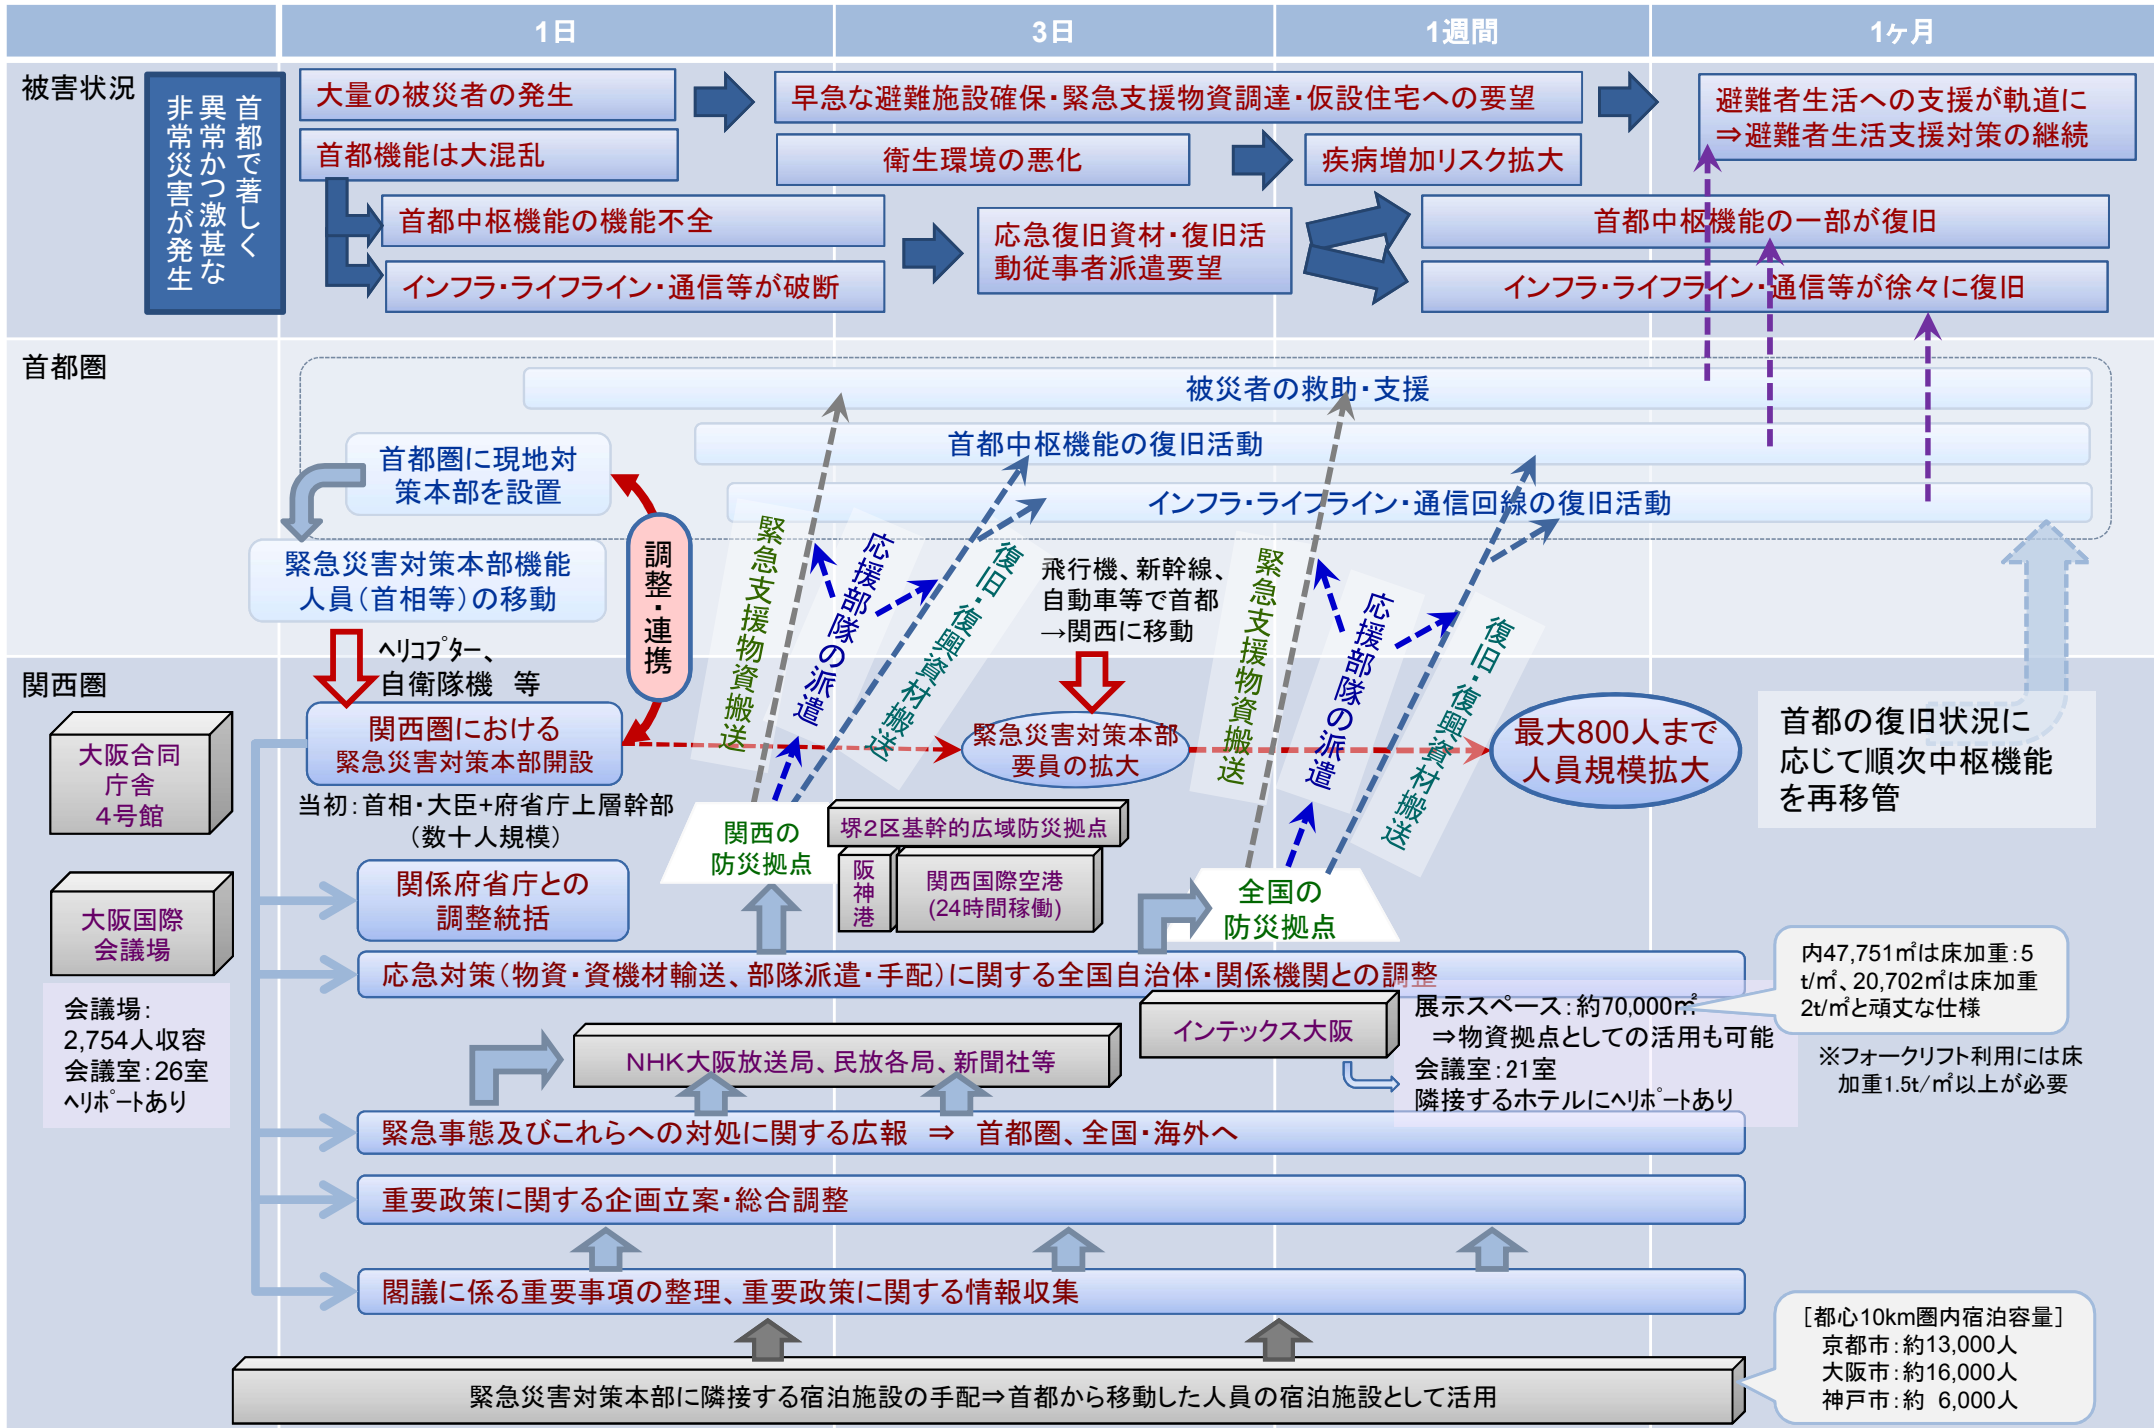 1日
3日
1週間
1ヶ月
被害状況
首都で著しく
異常かつ激甚な
非常災害が発生
大量の被災者の発生
早急な避難施設確保・緊急支援物資調達・仮設住宅への要望
避難者生活への支援が軌道に
⇒避難者生活支援対策の継続
首都機能は大混乱
衛生環境の悪化
疾病増加リスク拡大
首都中枢機能の機能不全
応急復旧資材・復旧活
動従事者派遣要望
首都中枢機能の一部が復旧
インフラ・ライフライン・通信等が破断
インフラ・ライフライン・通信等が徐々に復旧
首都圏
被災者の救助・支援
首都中枢機能の復旧活動
首都圏に現地対
策本部を設置
インフラ・ライフライン・通信回線の復旧活動
緊急災害対策本部機能
人員（首相等）の移動
調整・連携
緊急支援物資搬送
応援部隊の派遣
復旧・復興資材搬送
飛行機、新幹線、
自動車等で首都
→関西に移動
緊急支援物資搬送
応援部隊の派遣
復旧・復興資材搬送
ヘリコプター、
自衛隊機 等
関西圏
大阪合同
庁舎
4号館
関西圏における
緊急災害対策本部開設
緊急災害対策本部
要員の拡大
最大800人まで
人員規模拡大
首都の復旧状況に
応じて順次中枢機能
を再移管
当初：首相・大臣+府省庁上層幹部
（数十人規模）
関西の
防災拠点
堺2区基幹的広域防災拠点
阪神港
関西国際空港
(24時間稼働)
全国の
防災拠点
大阪国際
会議場
関係府省庁との
調整統括
会議場：
2,754人収容
会議室：26室
ヘリポートあり
応急対策（物資・資機材輸送、部隊派遣・手配）に関する全国自治体・関係機関との調整
内47,751㎡は床加重：5
t/㎡、20,702㎡は床加重
2t/㎡と頑丈な仕様
インテックス大阪
展示スペース：約70,000㎡
⇒物資拠点としての活用も可能
会議室：21室
隣接するホテルにヘリポートあり
※フォークリフト利用には床
加重1.5t/㎡以上が必要
NHK大阪放送局、民放各局、新聞社等
緊急事態及びこれらへの対処に関する広報 ⇒ 首都圏、全国・海外へ
重要政策に関する企画立案・総合調整
閣議に係る重要事項の整理、重要政策に関する情報収集
緊急災害対策本部に隣接する宿泊施設の手配⇒首都から移動した人員の宿泊施設として活用
［都心10km圏内宿泊容量］
京都市：約13,000人
大阪市：約16,000人
神戸市：約 6,000人